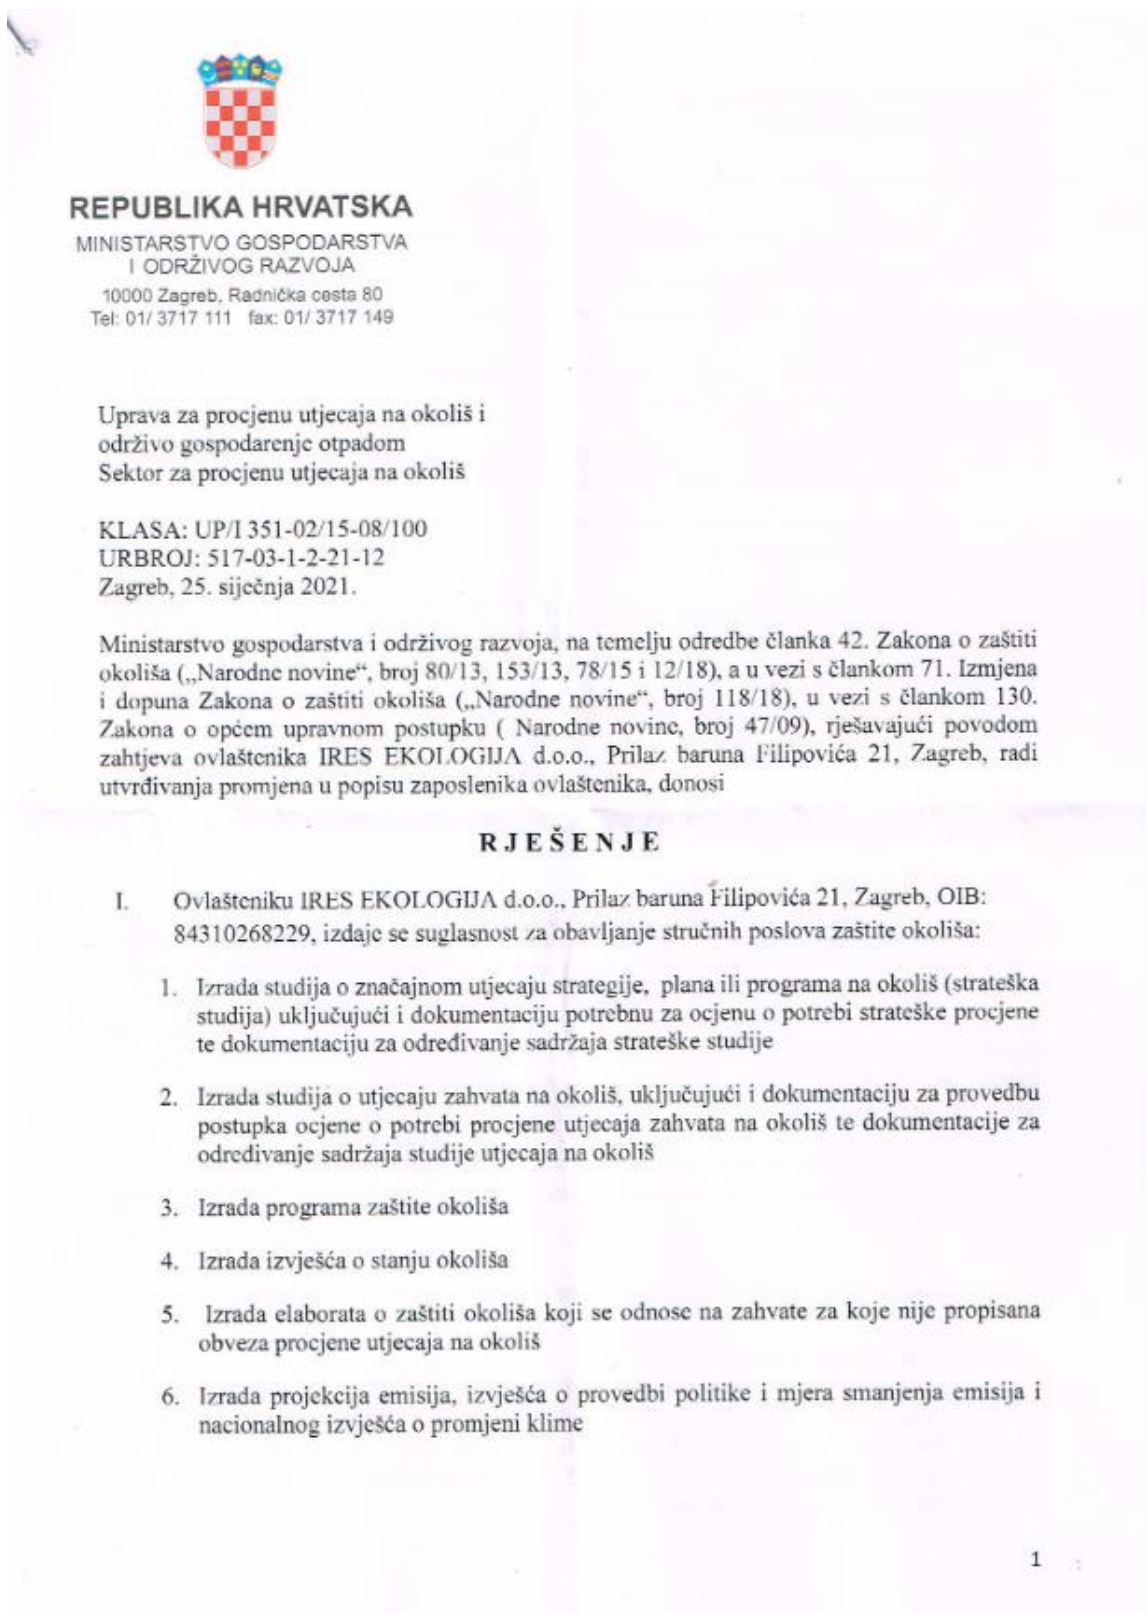 REPUBLIKA HRVATSKA
MINISTARSTVO GOSPODARSTVA
I ODRŽIVOG RAZVOJA
10000 Zagreb, Radnička cesta 80
Tel: 01/ 3717 111 fax: 01/ 3717 149
Uprava za procjenu utjecaja na okoliš i
održivo gospodarenje otpadom
Sektor za procjenu utjecaja na okoliš
KLASA: UP/I 351-02/15-08/100
URBROJ: 517-03-1-2-21-12
Zagreb, 25. siječnja 2021.
Ministarstvo gospodarstva i održivog razvoja, na temelju odredbe članka 42. Zakona o zaštiti
okoliša („Narodne novine“, broj 80/13, 153/13, 78/15 i 12/18), a u vezi s člankom 71. Izmjena
i dopuna Zakona o zaštiti okoliša („Narodne novine“, broj 118/18), u vezi s člankom 130.
Zakona o općem upravnom postupku ( Narodne novine, broj 47/09), rješavajući povodom
zahtjeva ovlaštenika IRES EKOLOGIJA d.o.o., Prilaz baruna Filipovića 21, Zagreb, radi
utvrđivanja promjena u popisu zaposlenika ovlaštenika, donosi
RJEŠENJE
I. Ovlašteniku IRES EKOLOGIJA d.o.o., Prilaz baruna Filipovića 21, Zagreb, OIB:
84310268229, izdaje se suglasnost za obavljanje stručnih poslova zaštite okoliša:
1. Izrada studija o značajnom utjecaju strategije, plana ili programa na okoliš (strateška
studija) uključujući i dokumentaciju potrebnu za ocjenu o potrebi strateške procjene
te dokumentaciju za određivanje sadržaja strateške studije
2. Izrada studija o utjecaju zahvata na okoliš, uključujući i dokumentaciju za provedbu
postupka ocjene o potrebi procjene utjecaja zahvata na okoliš te dokumentacije za
određivanje sadržaja studije utjecaja na okoliš
3. Izrada programa zaštite okoliša
4. Izrada izvješća o stanju okoliša
5. Izrada elaborata o zaštiti okoliša koji se odnose na zahvate za koje nije propisana
obveza procjene utjecaja na okoliš
6. Izrada projekcija emisija, izvješća o provedbi politike i mjera smanjenja emisija i
nacionalnog izvješća o promjeni klime
1